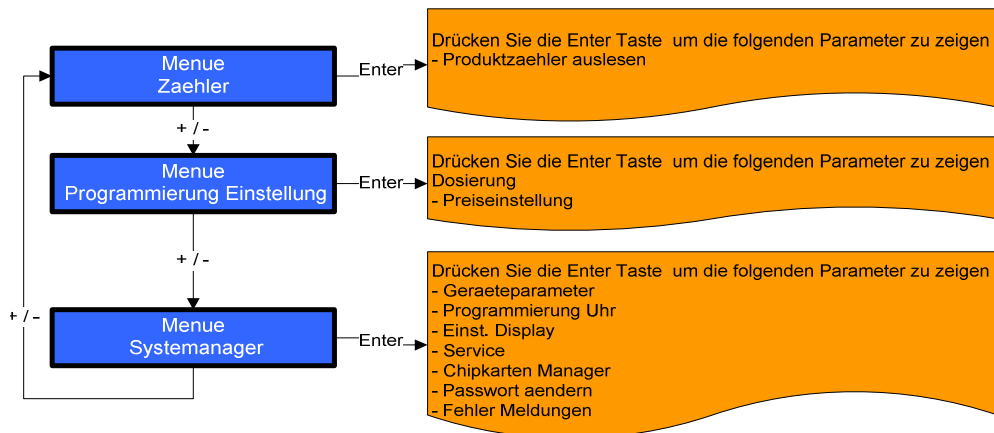 Menue
Zaehler
Enter
Drücken Sie die Enter Taste um die folgenden Parameter zu zeigen
- Produktzaehler auslesen
+ / -
Menue
Programmierung Einstellung
Enter
Drücken Sie die Enter Taste um die folgenden Parameter zu zeigen
Dosierung
- Preiseinstellung
+ / -
+ / -
Menue
Systemanager
Enter
Drücken Sie die Enter Taste um die folgenden Parameter zu zeigen
- Geraeteparameter
- Programmierung Uhr
- Einst. Display
- Service
- Chipkarten Manager
- Passwort aendern
- Fehler Meldungen